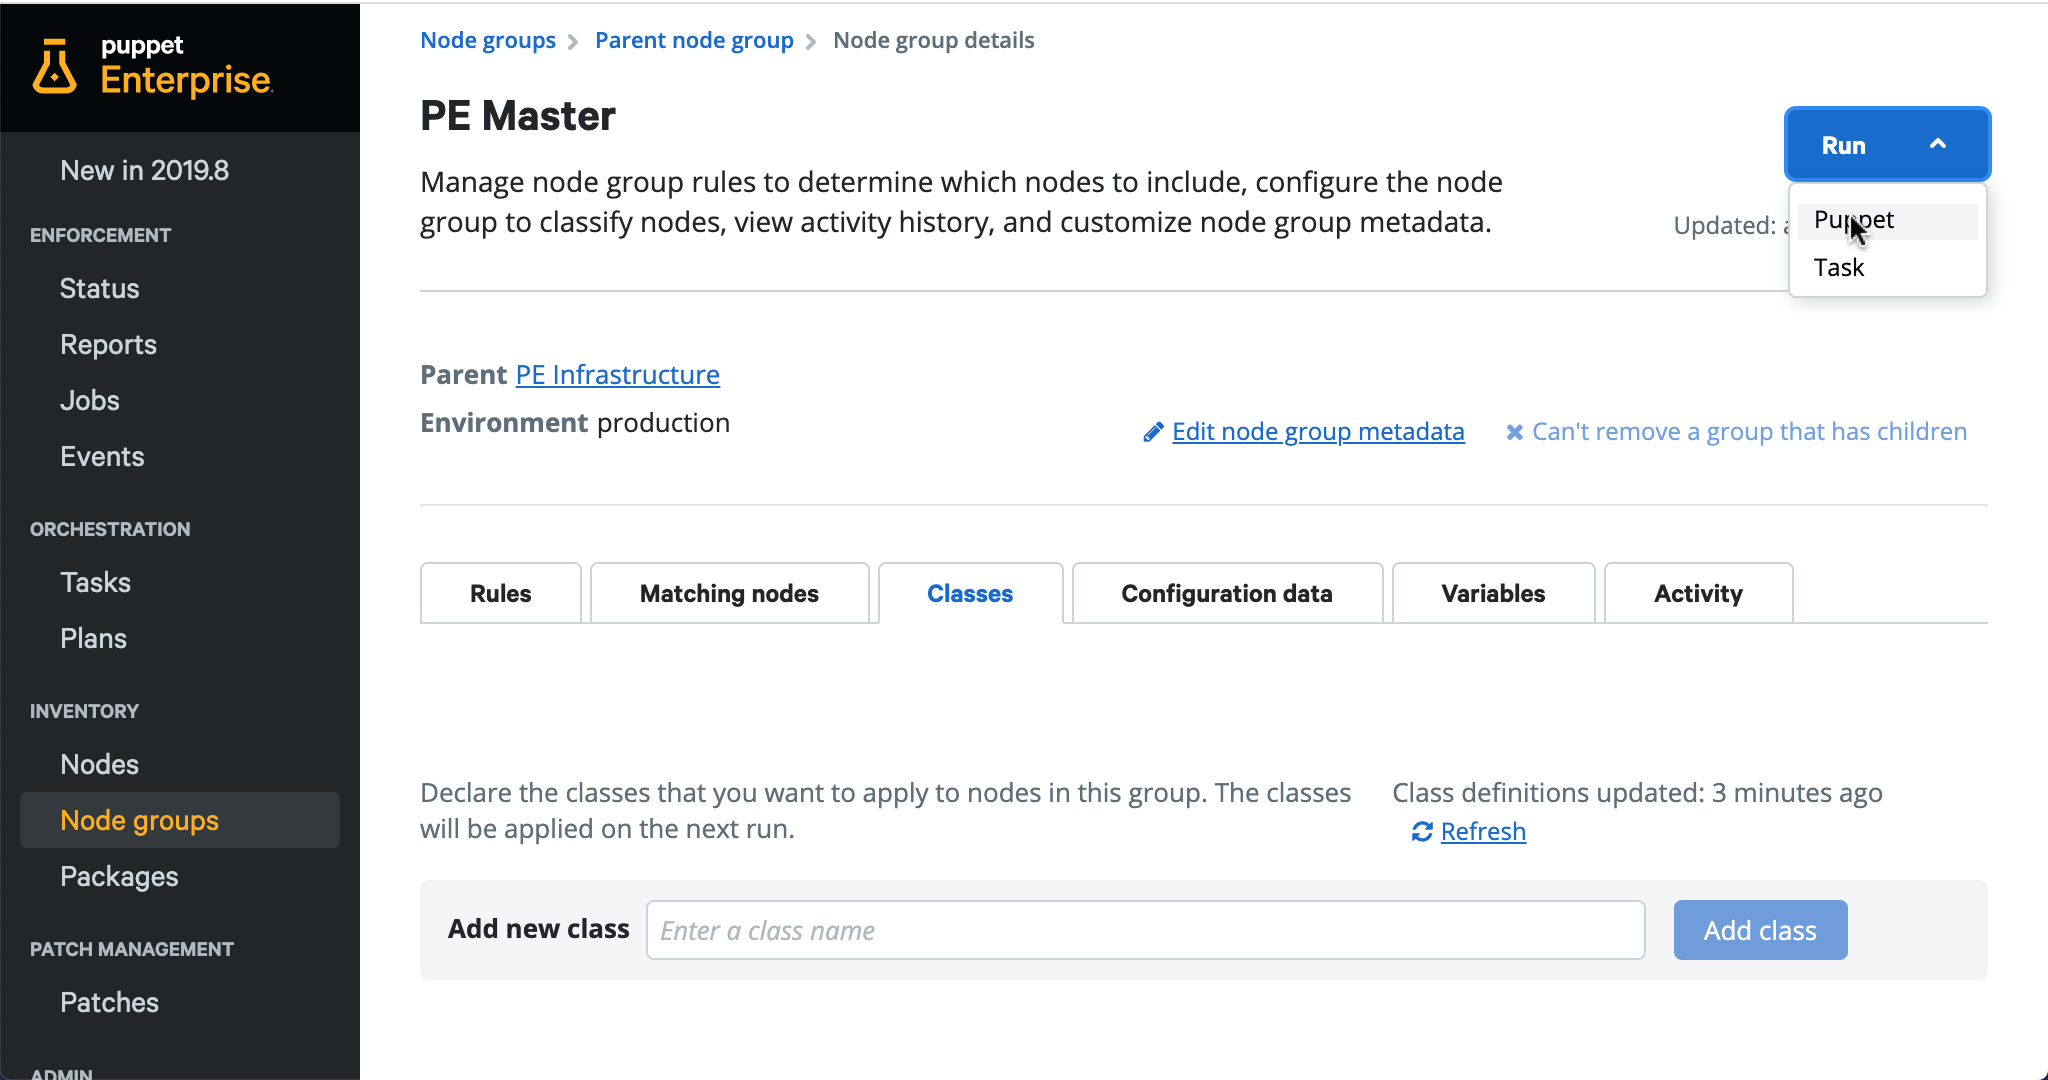 puppet
Enterprise
New in 2019.8
ENFORCEMENT
Status
Reports
Jobs
Events
ORCHESTRATION
Tasks
Plans
INVENTORY
Nodes
Node groups
Packages
PATCH MANAGEMENT
Patches
ADMIN
Node groups > Parent node group > Node group details
PE Master
Manage node group rules to determine which nodes to include, configure the node
group to classify nodes, view activity history, and customize node group metadata.
Run
Updated:
Puppet
Task
Parent PE Infrastructure
Environment production
Edit node group metadata
Can't remove a group that has children
Rules
Matching nodes
Classes
Configuration data
Variables
Activity
Declare the classes that you want to apply to nodes in this group. The classes
will be applied on the next run.
Class definitions updated: 3 minutes ago
Refresh
Add new class
Enter a class name
Add class